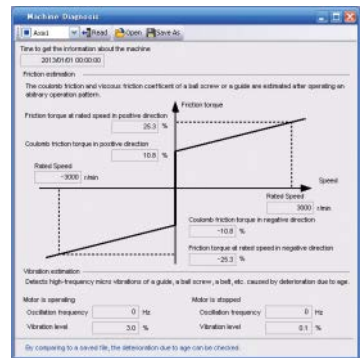 Machine Diagnosis
Axis1 Read Open Save As
Time to get the information about the machine
2013/01/01 00:00:00
Friction estimation
The coulomb friction and viscous friction coefficient of a ball screw or a guide are estimated after operating an
abitrary operation pattern.
Friction torque
Friction torque at rated speed in positive direction
25.3 %
Coulomb friction torque in positive direction
10.8 %
Rated Speed
-3000 r/min
Speed
Rated Speed
3000 r/min
Coulomb friction torque in negative direction
-10.8 %
Friction torque at rated speed in negative direction
-25.3 %
Vibration estimation
Detects high-frequency micro vibrations of a guide, a ball screw, a belt, etc. caused by deterioration due to age.
Motor is operating Motor is stopped
Oscillation frequency 0 Hz Oscillation frequency 0 Hz
Vibration level 3.0 % Vibration level 0.1 %
By comparing to a saved file, the deterioration due to age can be checked.